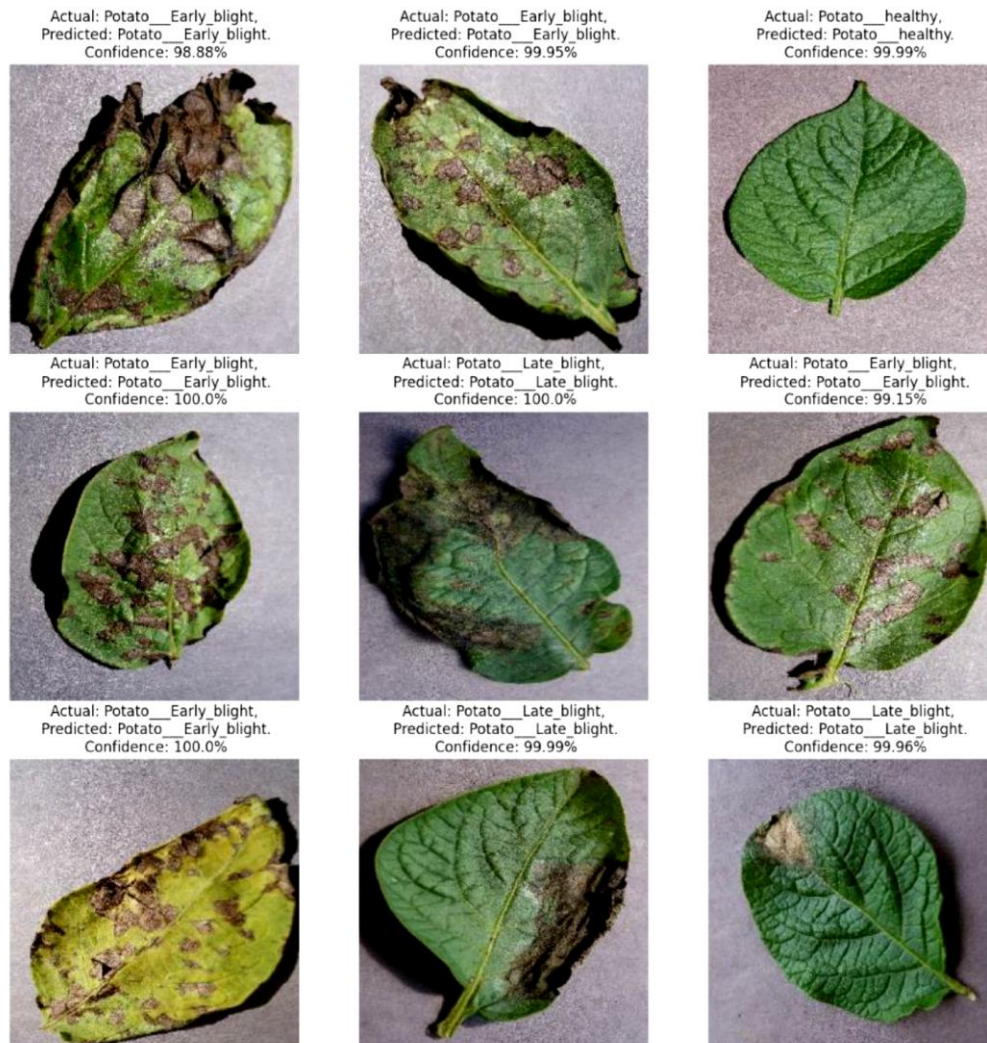 Actual: Potato___Early_blight,
Predicted: Potato___Early_blight.
Confidence: 98.88%
Actual: Potato___Early_blight,
Predicted: Potato___Early_blight.
Confidence: 99.95%
Actual: Potato___healthy,
Predicted: Potato___healthy.
Confidence: 99.99%
Actual: Potato___Early_blight,
Predicted: Potato___Early_blight.
Confidence: 100.0%
Actual: Potato___Late_blight,
Predicted: Potato___Late_blight.
Confidence: 100.0%
Actual: Potato___Early_blight,
Predicted: Potato___Early_blight.
Confidence: 99.15%
Actual: Potato___Early_blight,
Predicted: Potato___Early_blight.
Confidence: 100.0%
Actual: Potato___Late_blight,
Predicted: Potato___Late_blight.
Confidence: 99.99%
Actual: Potato___Late_blight,
Predicted: Potato___Late_blight.
Confidence: 99.96%